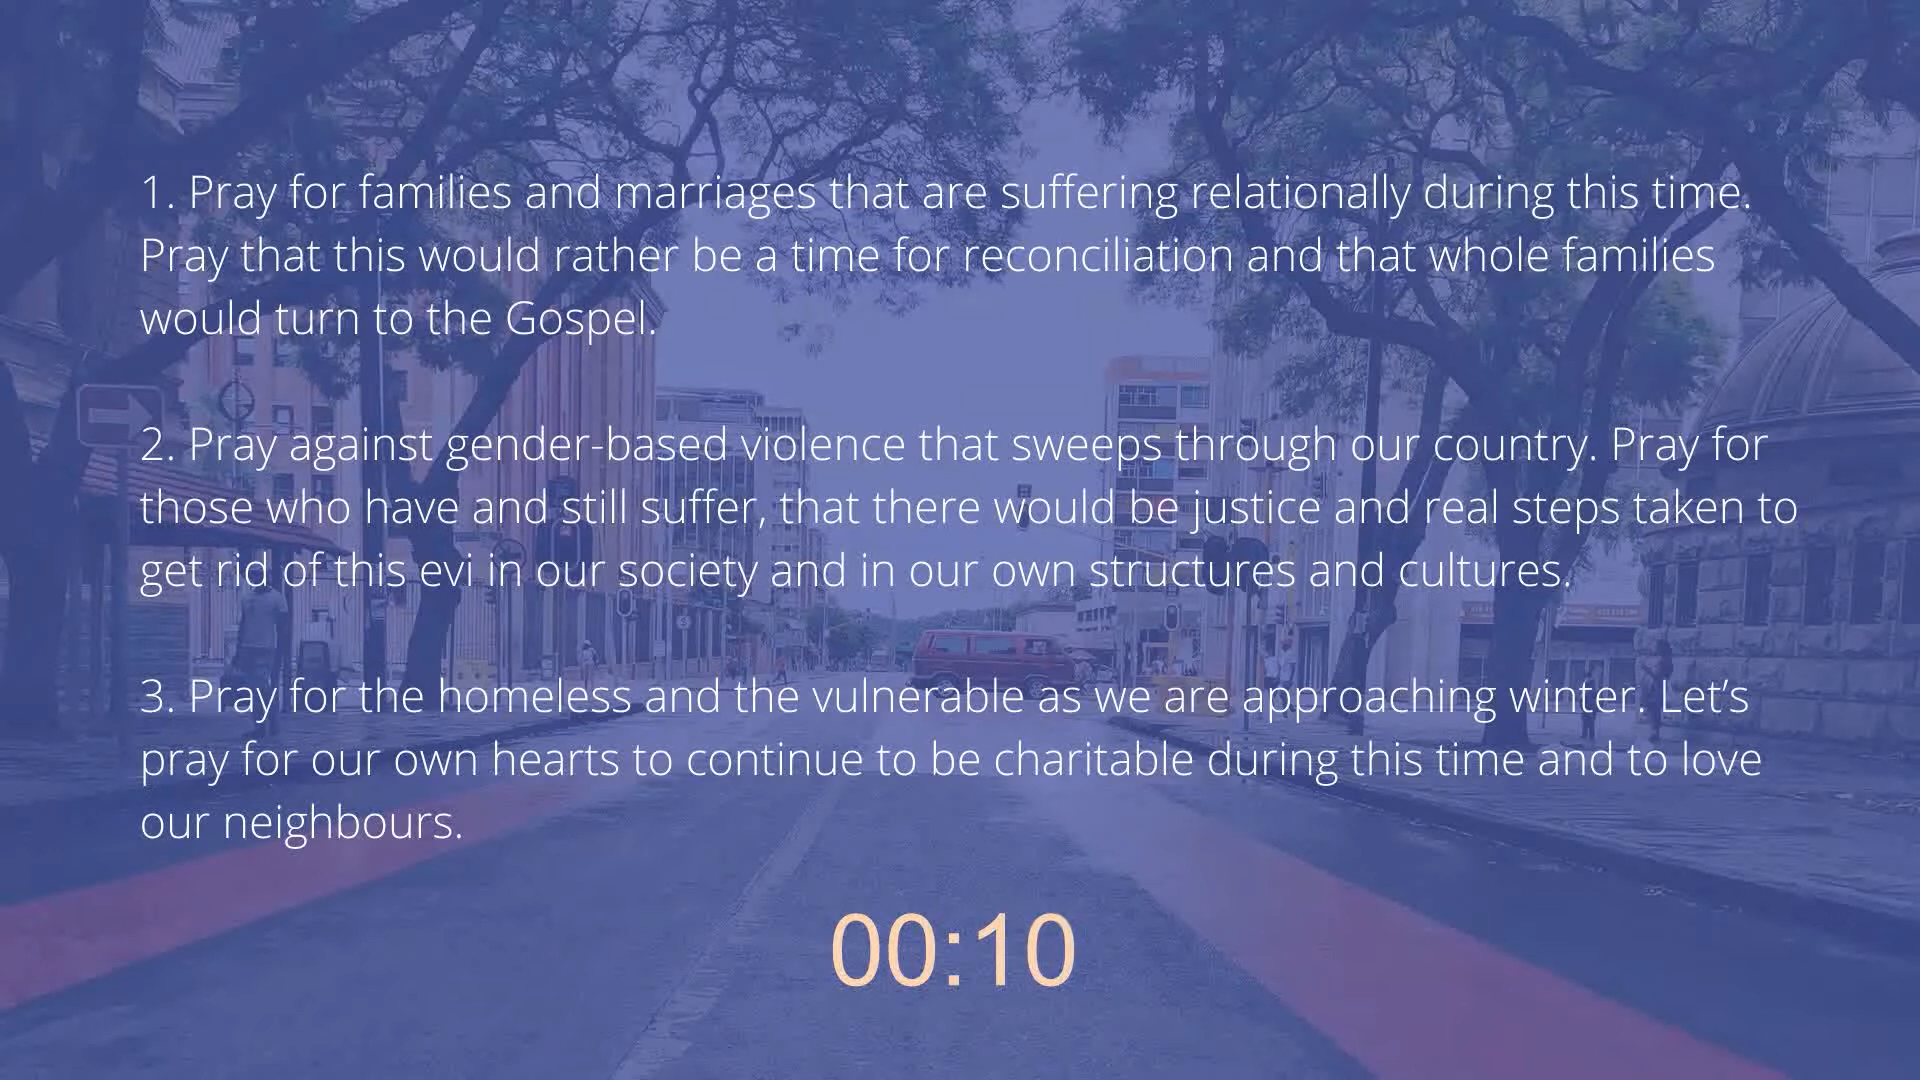 1. Pray for families and marriages that are suffering relationally during this time.
Pray that this would rather be a time for reconciliation and that whole families
would turn to the Gospel.
2. Pray against gender-based violence that sweeps through our country. Pray for
those who have and still suffer, that there would be justice and real steps taken to
get rid of this evi in our society and in our own structures and cultures.
3. Pray for the homeless and the vulnerable as we are approaching winter. Let’s
pray for our own hearts to continue to be charitable during this time and to love
our neighbours.
00:10